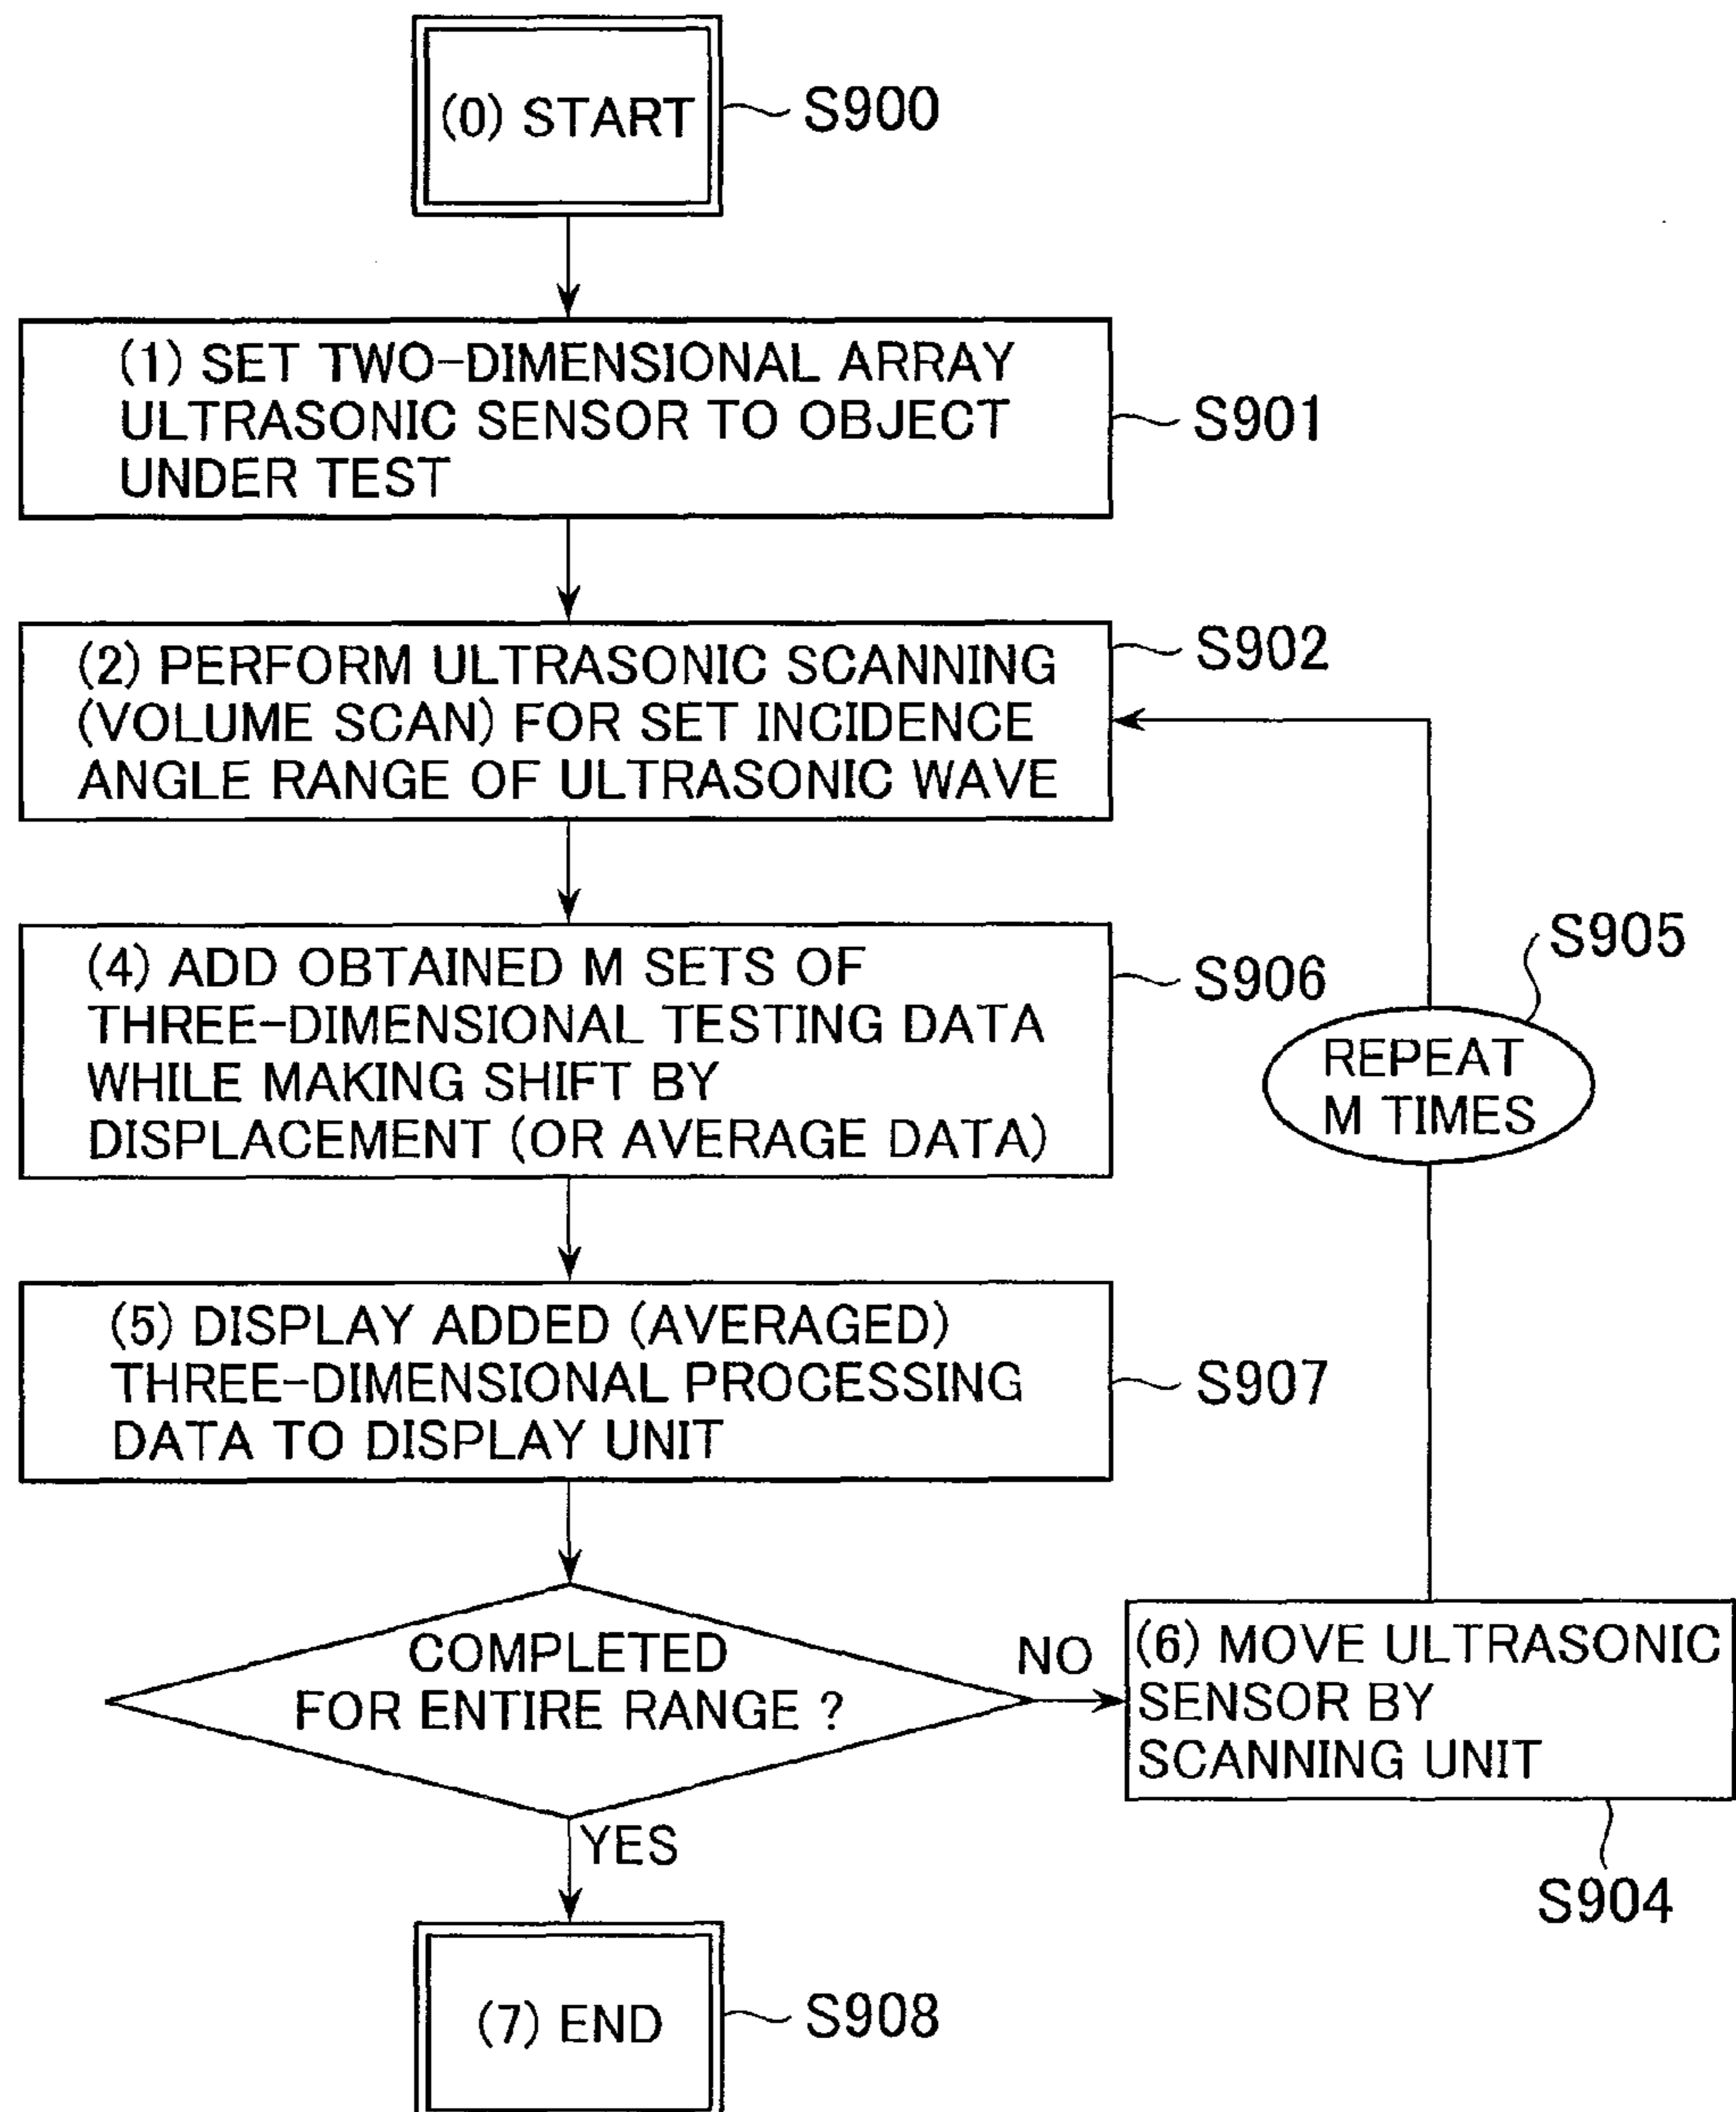 (0) START
S900
(1) SET TWO-DIMENSIONAL ARRAY
ULTRASONIC SENSOR TO OBJECT
UNDER TEST
S901
(2) PERFORM ULTRASONIC SCANNING
(VOLUME SCAN) FOR SET INCIDENCE
ANGLE RANGE OF ULTRASONIC WAVE
S902
(4) ADD OBTAINED M SETS OF
THREE-DIMENSIONAL TESTING DATA
WHILE MAKING SHIFT BY
DISPLACEMENT (OR AVERAGE DATA)
S906
S905
REPEAT
M TIMES
(5) DISPLAY ADDED (AVERAGED)
THREE-DIMENSIONAL PROCESSING
DATA TO DISPLAY UNIT
S907
COMPLETED
FOR ENTIRE RANGE ?
NO
(6) MOVE ULTRASONIC
SENSOR BY
SCANNING UNIT
S904
YES
(7) END
S908